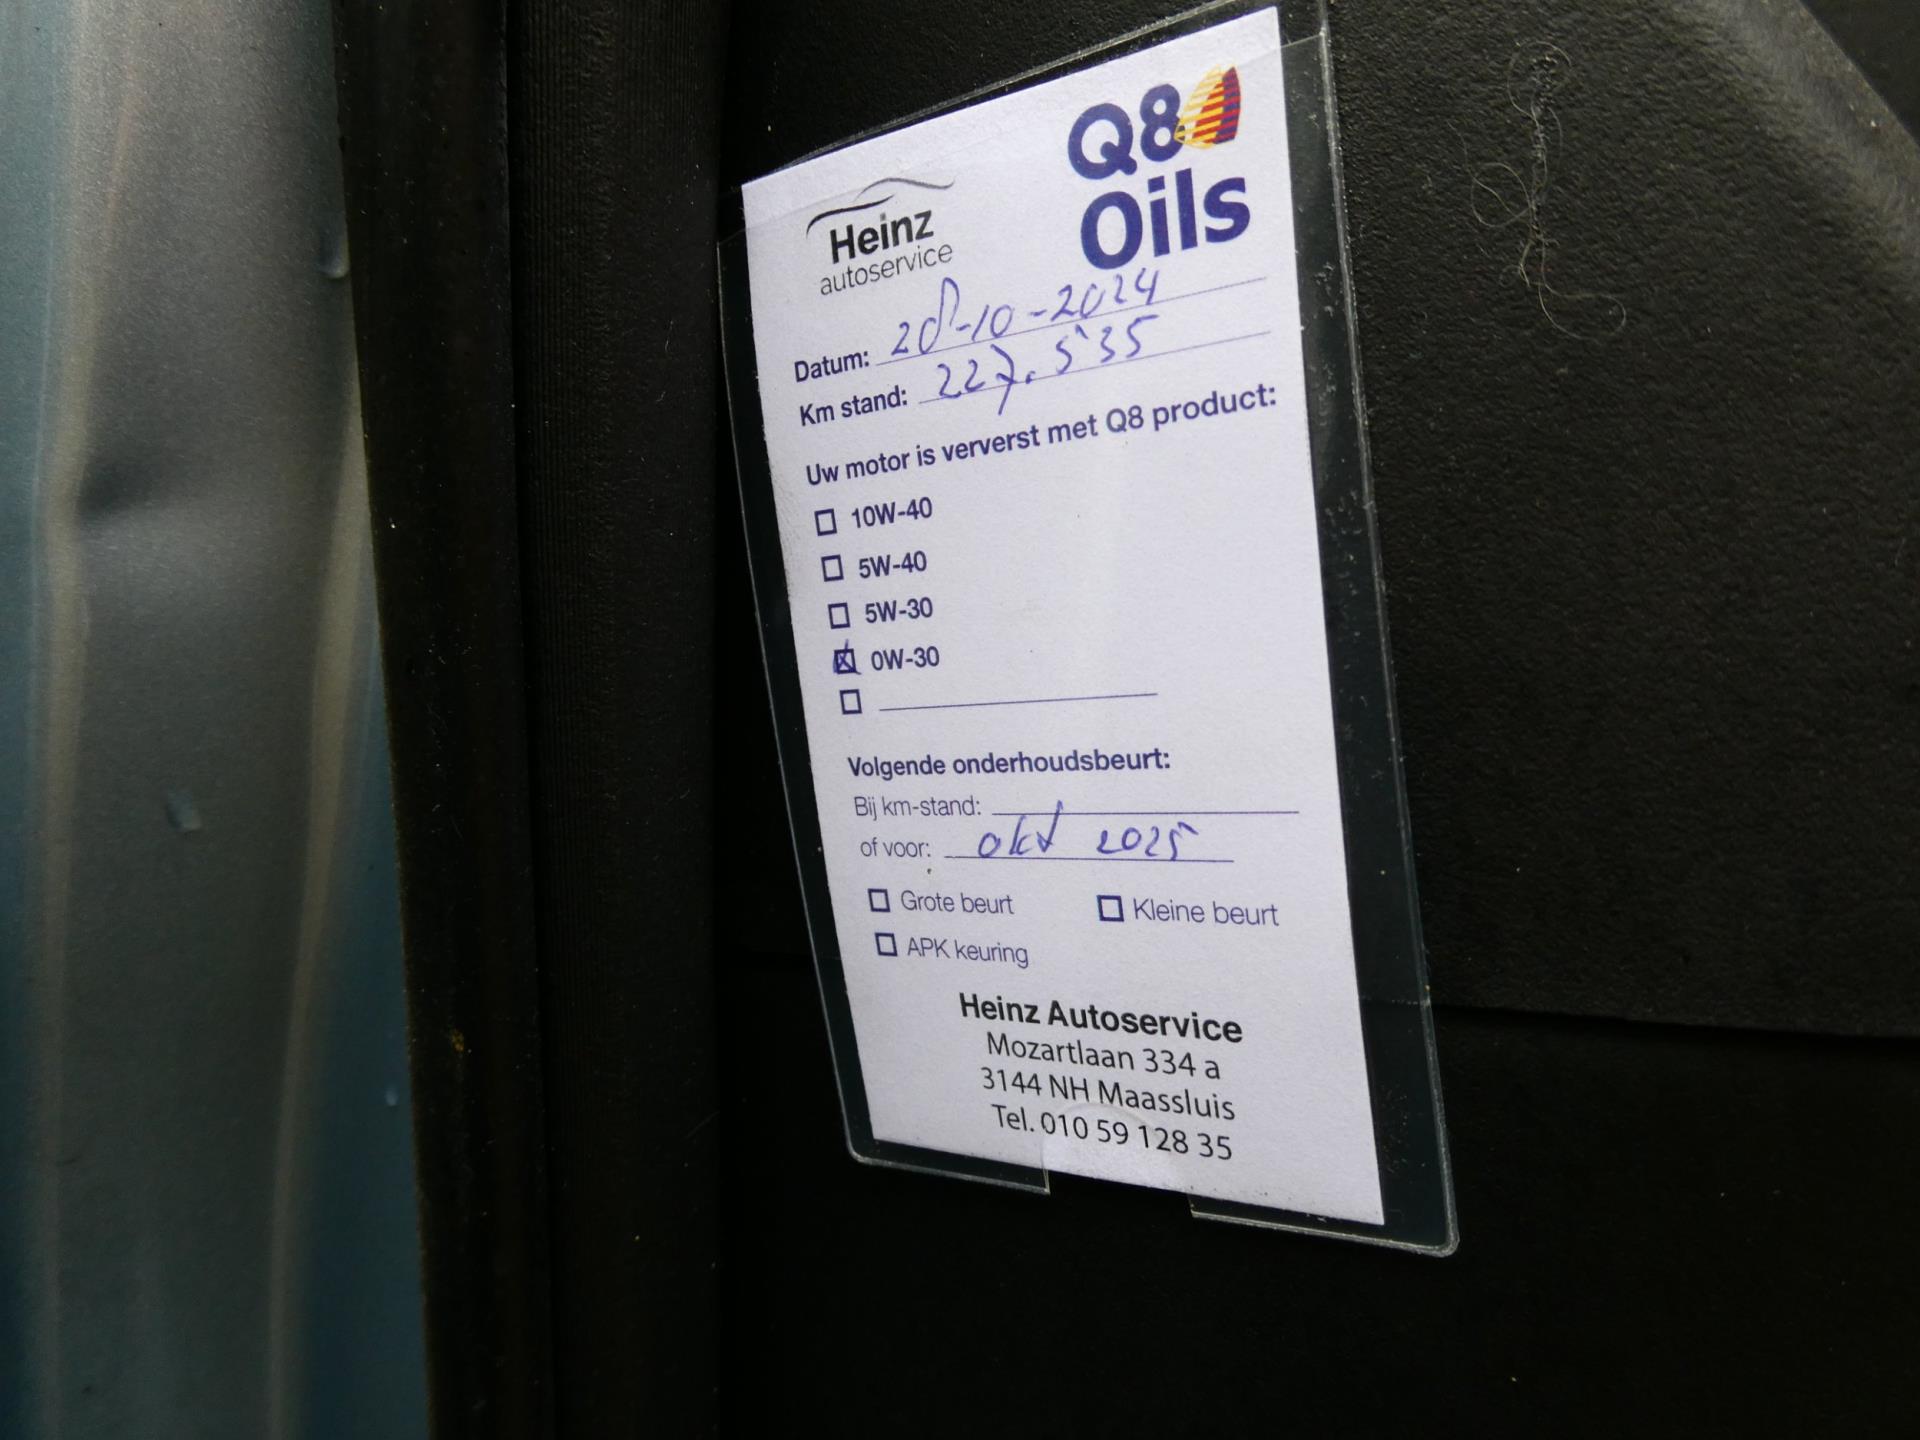 Q8
Oils
Heinz
autoservice
Datum: 28-10-2024
Km stand: 227.535
Uw motor is ververst met Q8 product:
10W-40
5W-40
5W-30
0W-30
Volgende onderhoudsbeurt:
Bij km-stand:
of voor: okt 2025
Grote beurt Kleine beurt
APK keuring
Heinz Autoservice
Mozartlaan 334 a
3144 NH Maassluis
Tel. 010 59 128 35